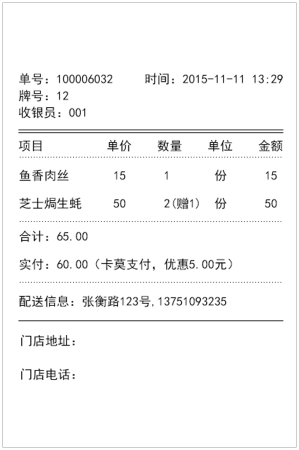 单号：100006032 时间：2015-11-11 13:29
牌号：12
收银员：001
项目 单价 数量 单位 金额
鱼香肉丝 15 1 份 15
芝士焗生蚝 50 2(赠1) 份 50
合计：65.00
实付：60.00（卡莫支付，优惠5.00元）
配送信息：张衡路123号,13751093235
门店地址：
门店电话：